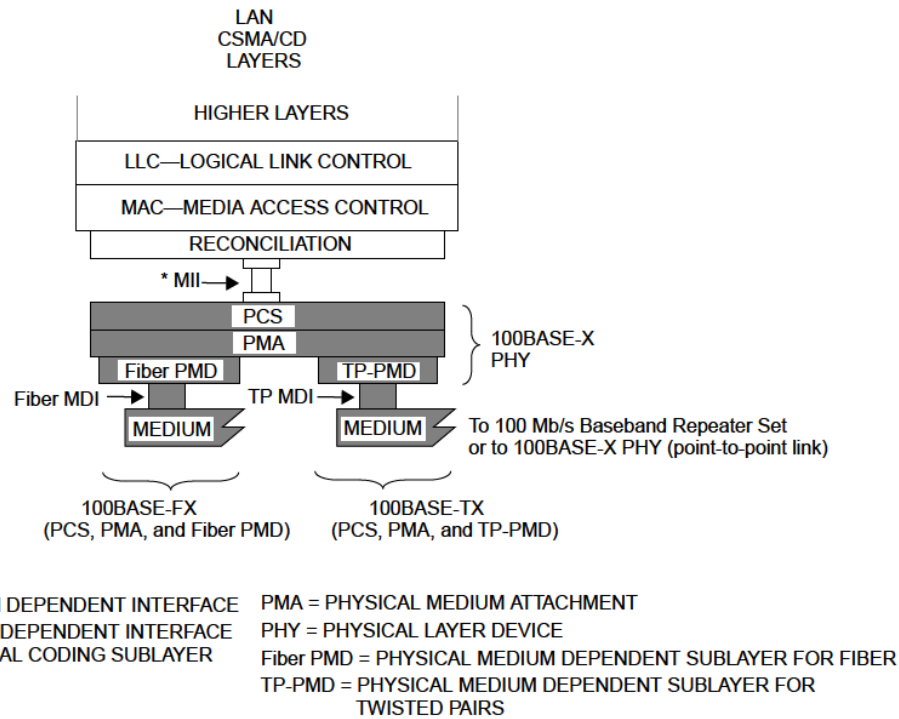 LAN
CSMA/CD
LAYERS
HIGHER LAYERS
LLC—LOGICAL LINK CONTROL
MAC—MEDIA ACCESS CONTROL
RECONCILIATION
* MII
PCS
PMA
100BASE-X
PHY
Fiber PMD
TP-PMD
Fiber MDI
TP MDI
MEDIUM
MEDIUM
To 100 Mb/s Baseband Repeater Set
or to 100BASE-X PHY (point-to-point link)
100BASE-FX
(PCS, PMA, and Fiber PMD)
100BASE-TX
(PCS, PMA, and TP-PMD)
DEPENDENT INTERFACE
DEPENDENT INTERFACE
AL CODING SUBLAYER
PMA = PHYSICAL MEDIUM ATTACHMENT
PHY = PHYSICAL LAYER DEVICE
Fiber PMD = PHYSICAL MEDIUM DEPENDENT SUBLAYER FOR FIBER
TP-PMD = PHYSICAL MEDIUM DEPENDENT SUBLAYER FOR
TWISTED PAIRS